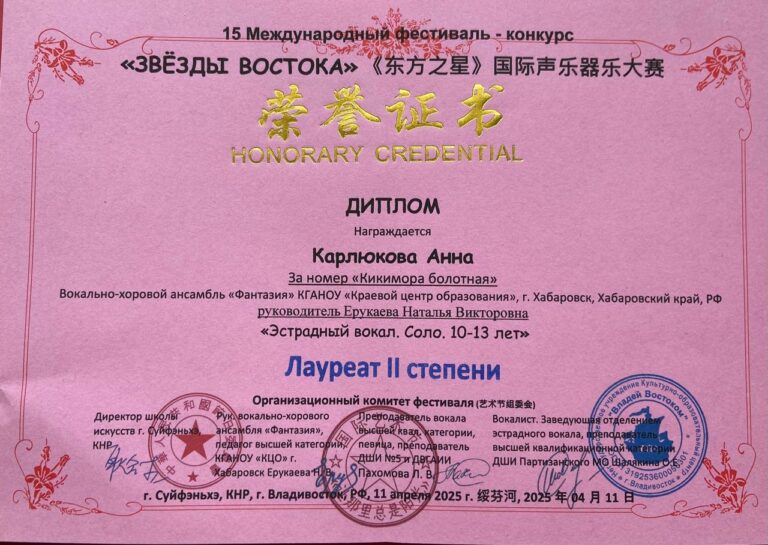 15 Международный фестиваль - конкурс
«ЗВЁЗДЫ ВОСТОКА» 《东方之星》国际声乐器乐大赛
荣誉证书
HONORARY CREDENTIAL
ДИПЛОМ
Награждается
Карлюкова Анна
За номер «Кикимора болотная»
Вокально-хоровой ансамбль «Фантазия» КГАНОУ «Краевой центр образования», г. Хабаровск, Хабаровский край, РФ
руководитель Ерукаева Наталья Викторовна
«Эстрадный вокал. Соло. 10-13 лет»
Лауреат II степени
Организационный комитет фестиваля (艺术节组委会)
Директор школы
искусств г. Суйфэньхэ,
КНР
Рук. вокально-хорового
ансамбля «Фантазия»,
педагог высшей категории,
КГАНОУ «КЦО» г.
Хабаровск Ерукаева Н.В.
Преподаватель вокала
высшей квал. категории,
певица, преподаватель
ДШИ №5 и ДВГАИИ
Пахомова Л. В.
Вокалист. Заведующая отделением
эстрадного вокала, преподаватель
высшей квалификационной категории
ДШИ Партизанского МО Шалякина О.С.
"Владей Востоком"
г. Владивосток
г. Суйфэньхэ, КНР, г. Владивосток, РФ, 11 апреля 2025 г. 绥芬河, 2025 年 04 月 11 日